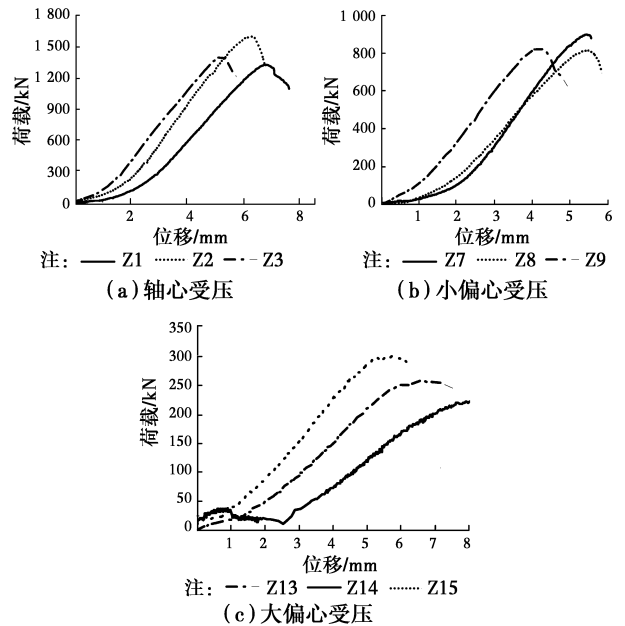 1 800
1 500
1 200
900
600
300
0
荷载/kN
2 4 6 8
位移/mm
注: Z1 Z2 Z3
(a)轴心受压
1 000
800
600
400
200
0
荷载/kN
1 2 3 4 5 6
位移/mm
注: Z7 Z8 Z9
(b)小偏心受压
350
300
250
200
150
100
50
0
荷载/kN
1 2 3 4 5 6 7 8
位移/mm
注: Z13 Z14 Z15
(c)大偏心受压